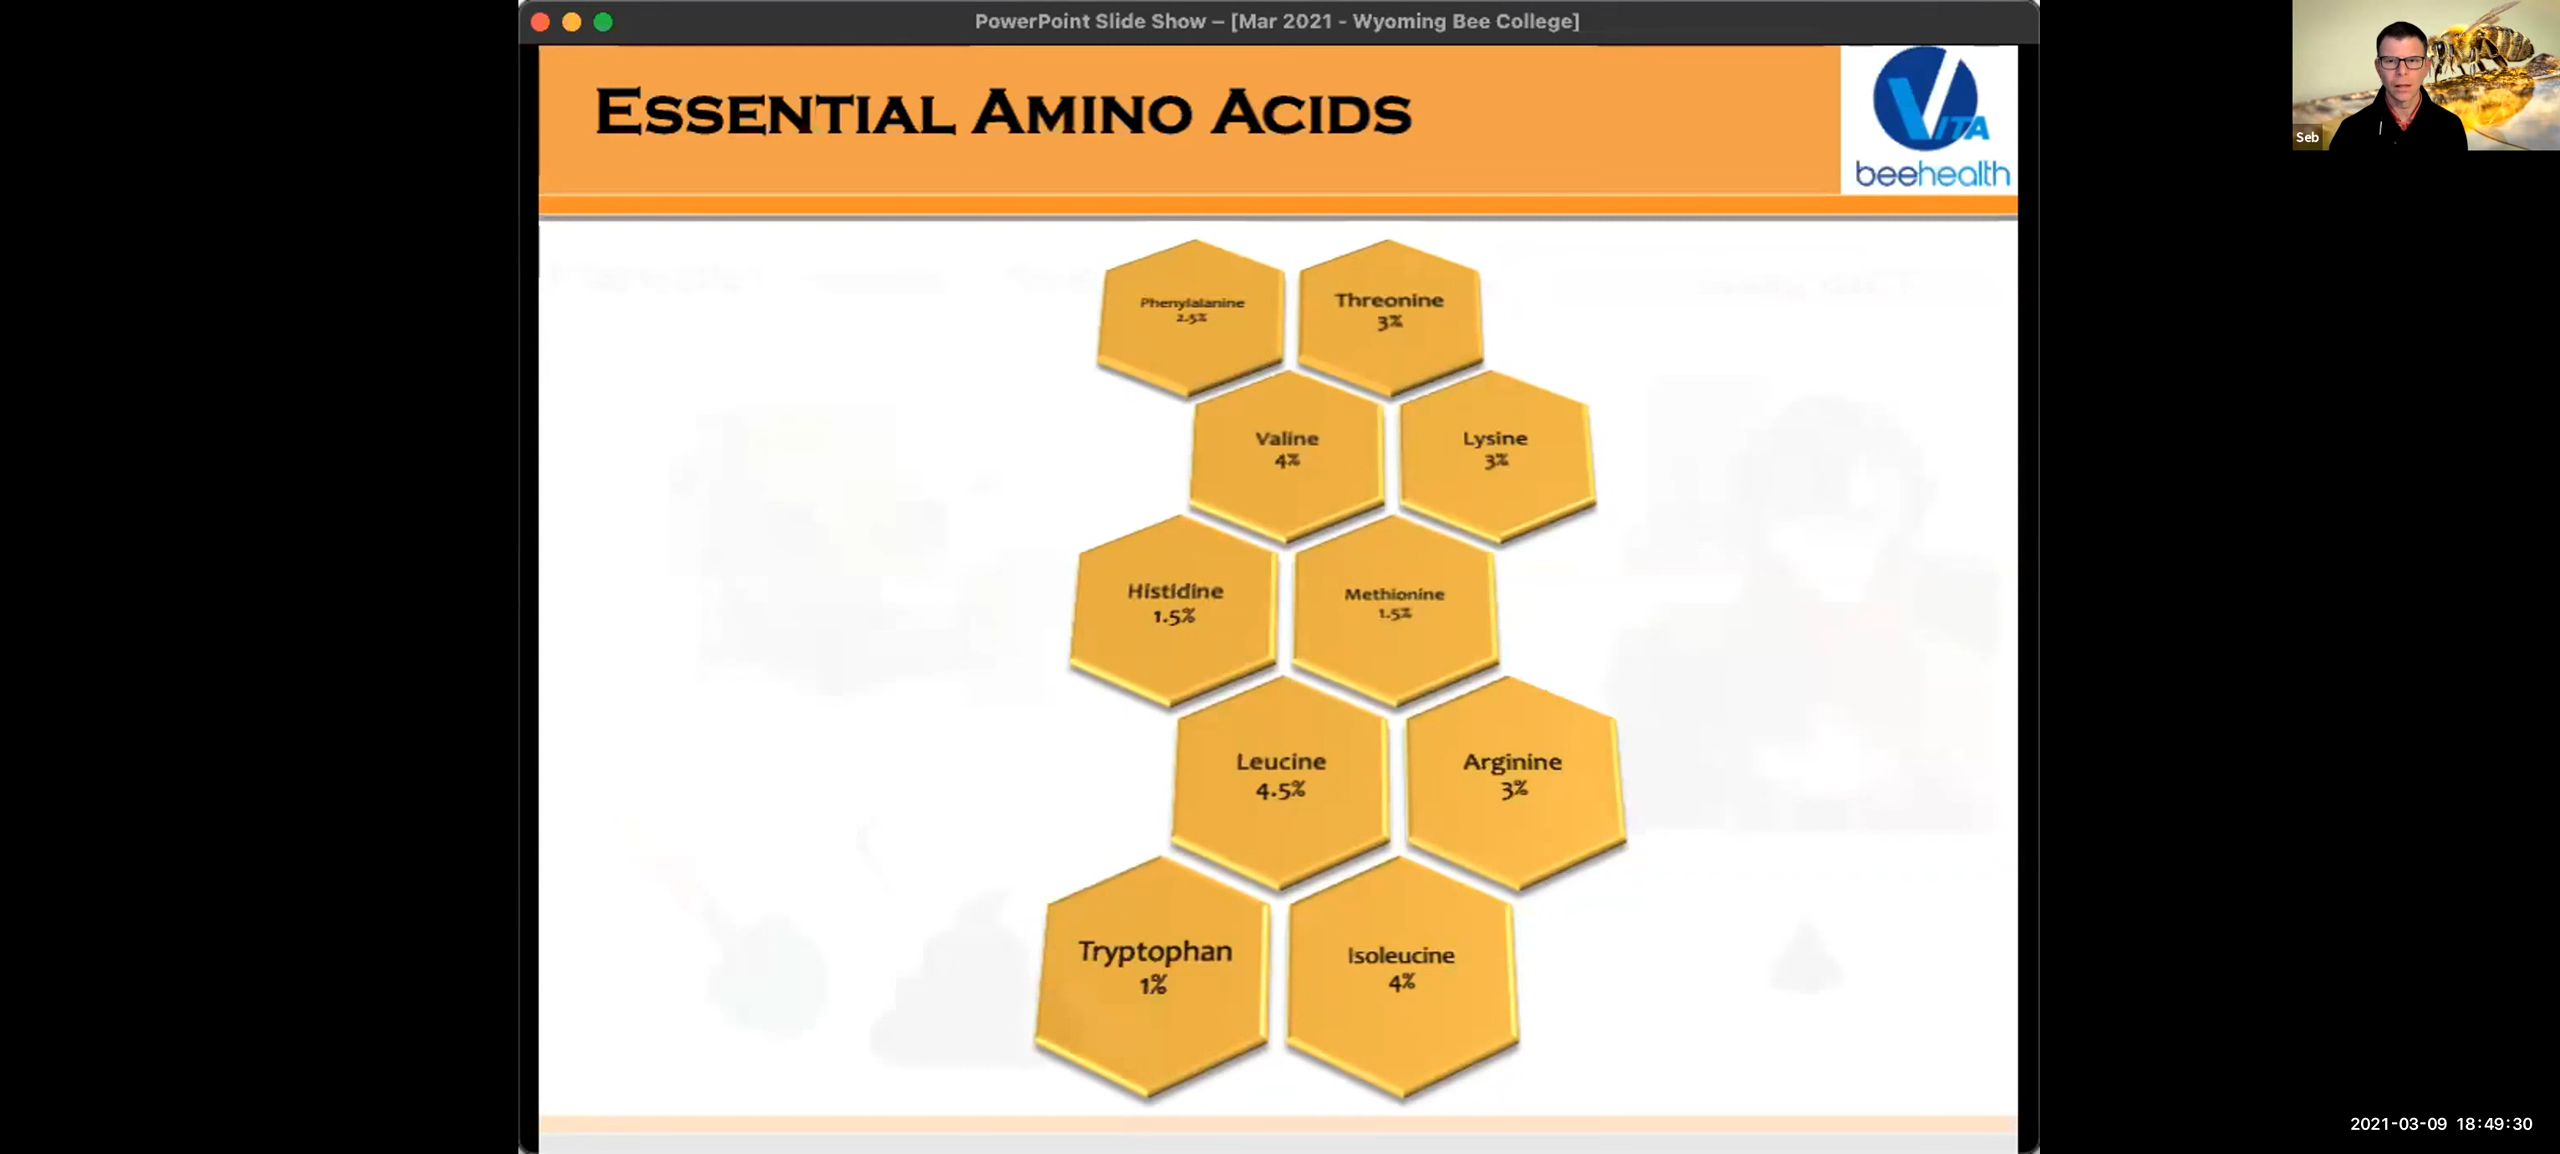 PowerPoint Slide Show – [Mar 2021 - Wyoming Bee College]
Essential Amino Acids
VITA
beehealth
Seb
Phenylalanine
2.5%
Threonine
3%
Valine
4%
Lysine
3%
Histidine
1.5%
Methionine
1.5%
Leucine
4.5%
Arginine
3%
Tryptophan
1%
Isoleucine
4%
2021-03-09 18:49:30